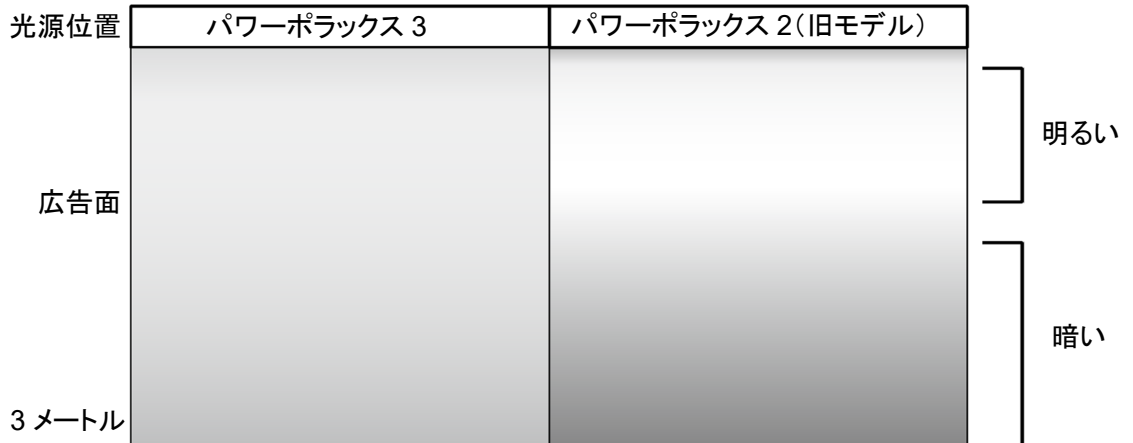 光源位置
パワーポラックス 3
パワーポラックス 2（旧モデル）
明るい
広告面
暗い
3 メートル